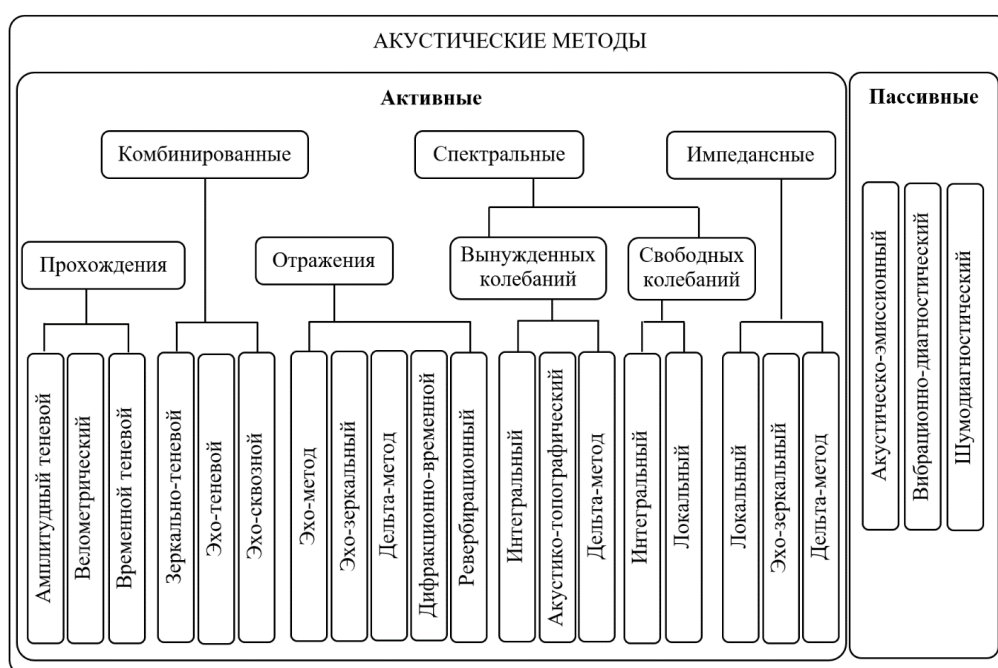 АКУСТИЧЕСКИЕ МЕТОДЫ
Активные
Пассивные
Комбинированные
Спектральные
Импедансные
Прохождения
Отражения
Вынужденных
колебаний
Свободных
колебаний
Амплитудный теневой
Велометрический
Временной теневой
Зеркально-теневой
Эхо-теневой
Эхо-сквозной
Эхо-метод
Эхо-зеркальный
Дельта-метод
Дифракционно-временной
Ревербирационный
Интегральный
Акустико-топографический
Дельта-метод
Интегральный
Локальный
Локальный
Эхо-зеркальный
Дельта-метод
Акустическо-эмиссионный
Вибрационно-диагностический
Шумодиагностический